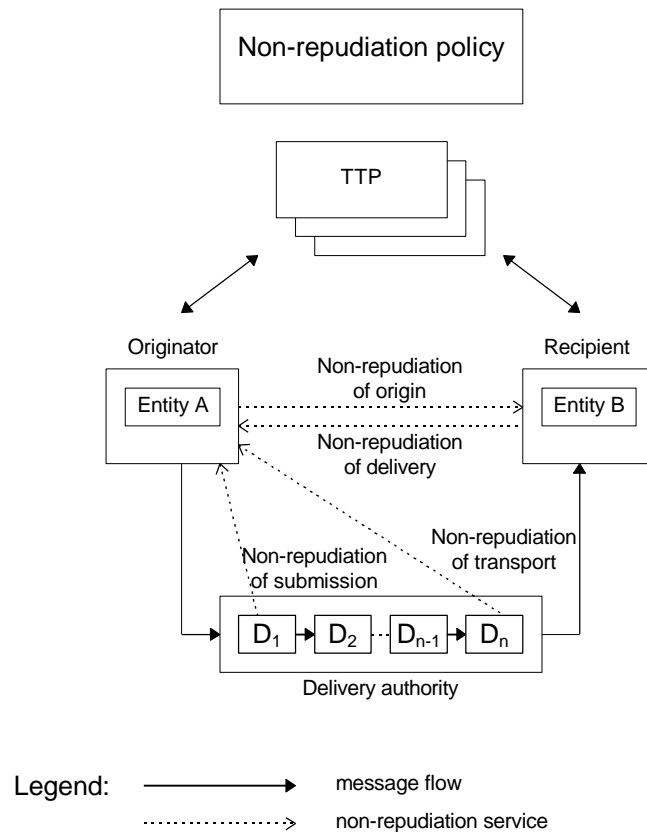 Non-repudiation policy
TTP
Originator
Recipient
Entity A
Non-repudiation
of origin
Entity B
Non-repudiation
of delivery
Non-repudiation
of submission
Non-repudiation
of transport
D1
D2
Dn-1
Dn
Delivery authority
Legend:
message flow
non-repudiation service